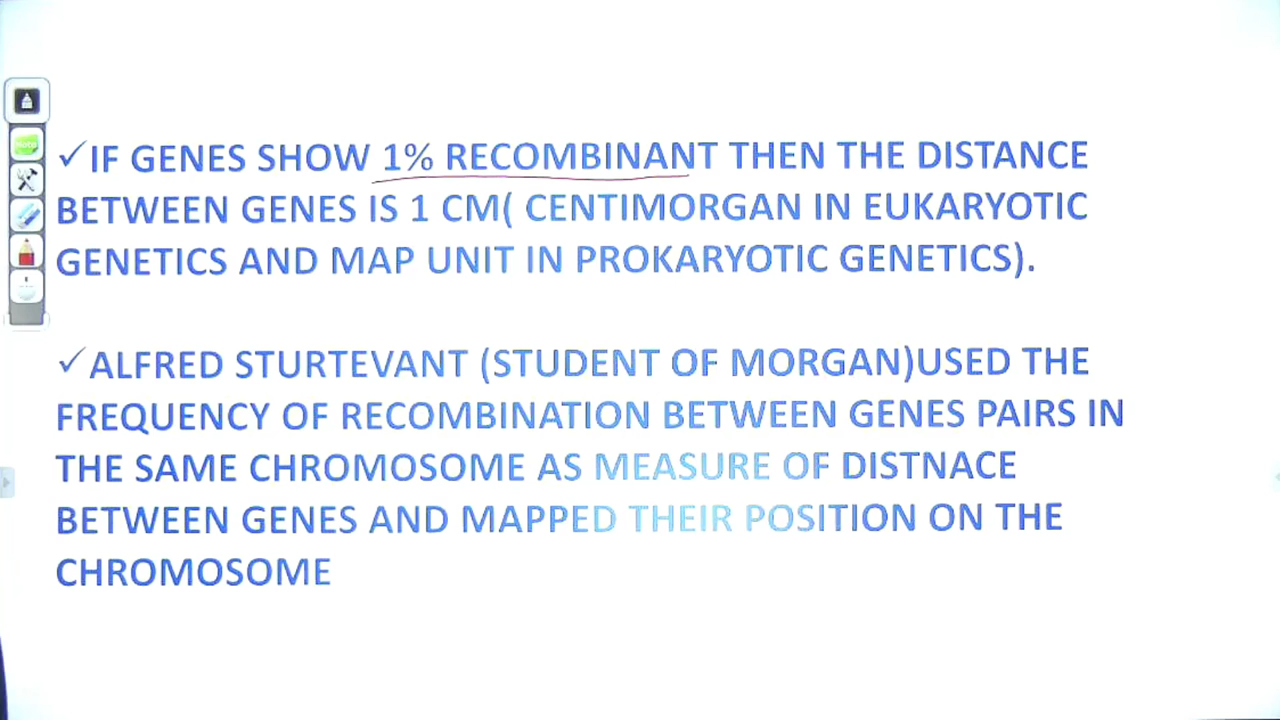 ✓IF GENES SHOW 1% RECOMBINANT THEN THE DISTANCE
BETWEEN GENES IS 1 CM( CENTIMORGAN IN EUKARYOTIC
GENETICS AND MAP UNIT IN PROKARYOTIC GENETICS).
✓ALFRED STURTEVANT (STUDENT OF MORGAN)USED THE
FREQUENCY OF RECOMBINATION BETWEEN GENES PAIRS IN
THE SAME CHROMOSOME AS MEASURE OF DISTNACE
BETWEEN GENES AND MAPPED THEIR POSITION ON THE
CHROMOSOME